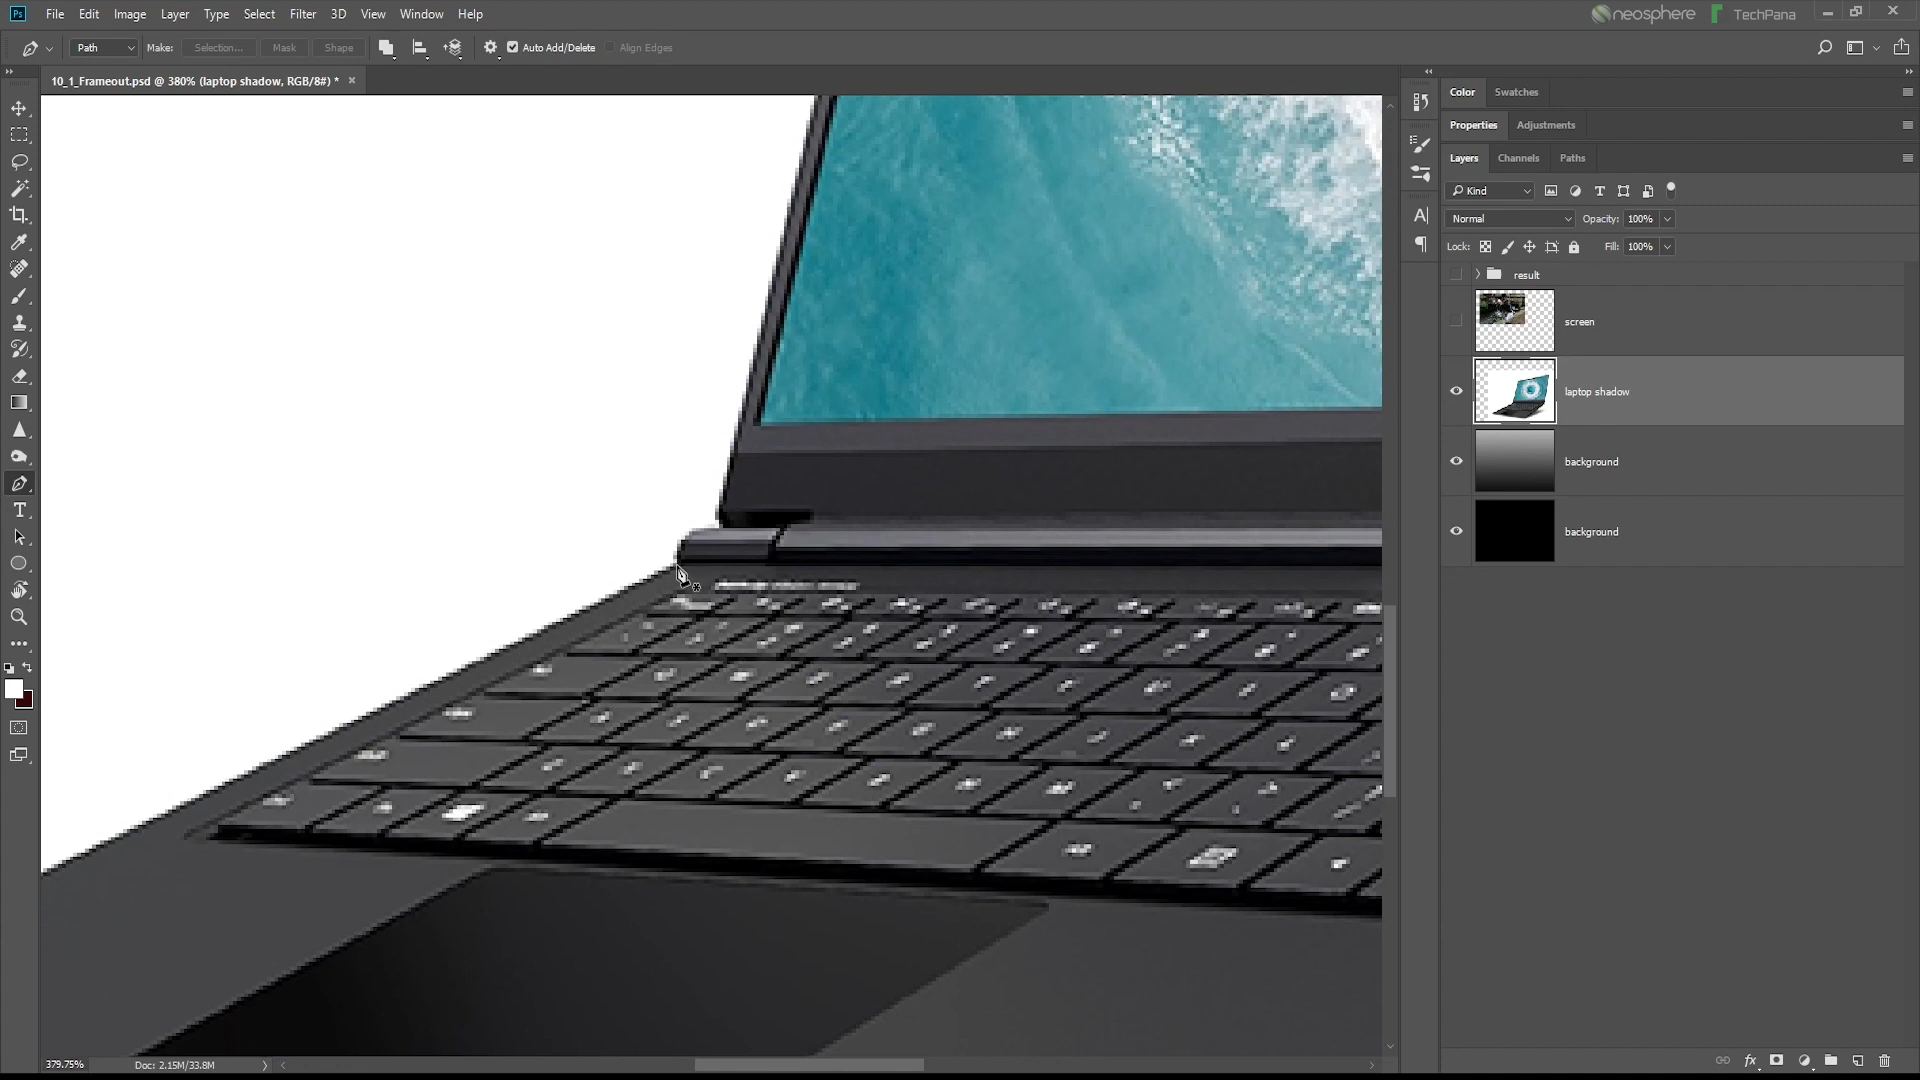 Ps File Edit Image Layer Type Select Filter 3D View Window Help neosphere TechPana
Path Make: Selection... Mask Shape Auto Add/Delete Align Edges
10_1_Frameout.psd @ 380% (laptop shadow, RGB/8#) * ×
Color Swatches
Properties Adjustments
Layers Channels Paths
Kind
Normal Opacity: 100%
Lock: Fill: 100%
result
screen
laptop shadow
background
background
379.75% Doc: 2.15M/33.8M